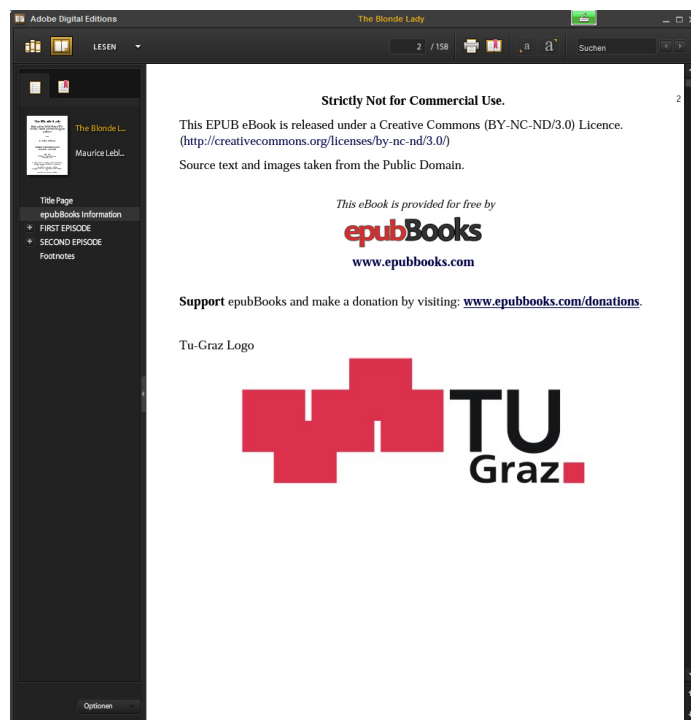 Adobe Digital Editions
The Blonde Lady
LESEN
2 / 158
a a
Suchen
The Blonde L...
Maurice Lebl...
Title Page
epubBooks Information
FIRST EPISODE
SECOND EPISODE
Footnotes
Optionen
2
Strictly Not for Commercial Use.
This EPUB eBook is released under a Creative Commons (BY-NC-ND/3.0) Licence.
(http://creativecommons.org/licenses/by-nc-nd/3.0/)
Source text and images taken from the Public Domain.
This eBook is provided for free by
epubBooks
www.epubbooks.com
Support epubBooks and make a donation by visiting: www.epubbooks.com/donations.
Tu-Graz Logo
TU
Graz